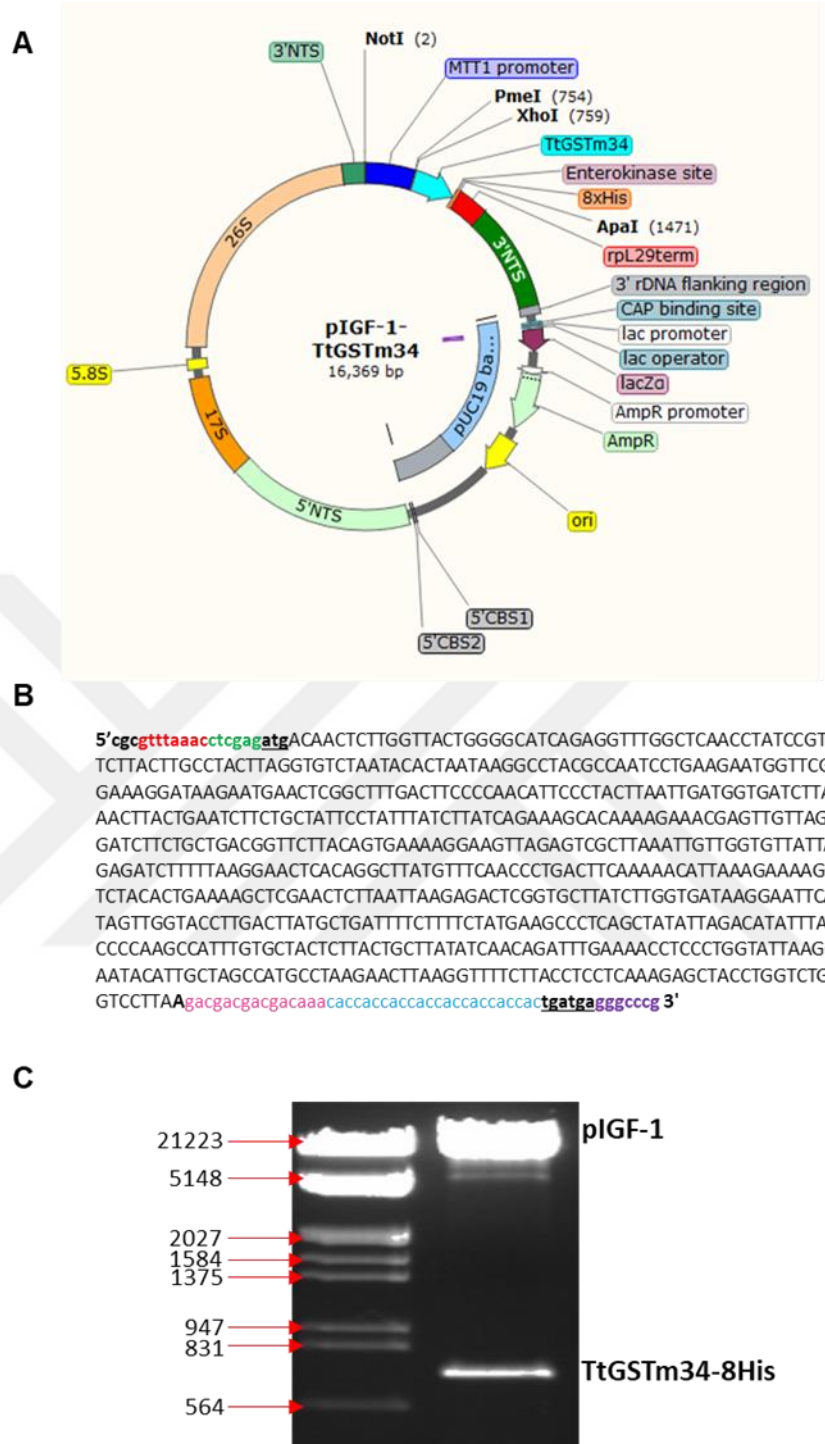 A
NotI (2)
3'NTS
MTT1 promoter
PmeI (754)
XhoI (759)
TtGSTm34
Enterokinase site
8xHis
ApaI (1471)
rpL29term
3'NTS
3' rDNA flanking region
CAP binding site
lac promoter
lac operator
lacZα
AmpR promoter
AmpR
ori
pUC19 ba...
pIGF-1-
TtGSTm34
16,369 bp
26S
5.8S
17S
5'NTS
5'CBS1
5'CBS2
B
5'cgcgtttaaacctcgagatgACAACTCTTGGTTACTGGGGCATCAGAGGTTTGGCTCAACCTATCCGT
TCTTACTTGCCTACTTAGGTGTCTAATACACTAATAAGGCCTACGCCAATCCTGAAGAATGGTTCG
GAAAGGATAAGAATGAACTCGGCTTTGACTTCCCCAACATTCCCTACTTAATTGATGGTGATCTTA
AACTTACTGAATCTTCTGCTATTCCTATTTATCTTATCAGAAAGCACAAAAGAAACGAGTTGTTAG
GATCTTCTGCTGACGGTTCTTACAGTGAAAAGGAAGTTAGAGTCGCTTAAATTGTTGGTGTTATTA
GAGATCTTTTTAAGGAACTCACAGGCTTATGTTTCAACCCTGACTTCAAAAACATTAAAGAAAAG
TCTACACTGAAAAGCTCGAACTCTTAATTAAGAGACTCGGTGCTTATCTTGGTGATAAGGAATTCA
TAGTTGGTACCTTGACTTATGCTGATTTTCTTTTCTATGAAGCCCTCAGCTATATTAGACATATTTA
CCCCAAGCCATTTGTGCTACTCTTACTGCTTATATCAACAGATTTGAAAACCTCCCTGGTATTAAG
AATACATTGCTAGCCATGCCTAAGAACTTAAGGTTTTCTTACCTCCTCAAAGAGCTACCTGGTCTG
GTCCTTAAAgacgacgacgacaaacaccaccaccaccaccaccaccactgatgagggcccg 3'
C
21223
5148
2027
1584
1375
947
831
564
pIGF-1
TtGSTm34-8His